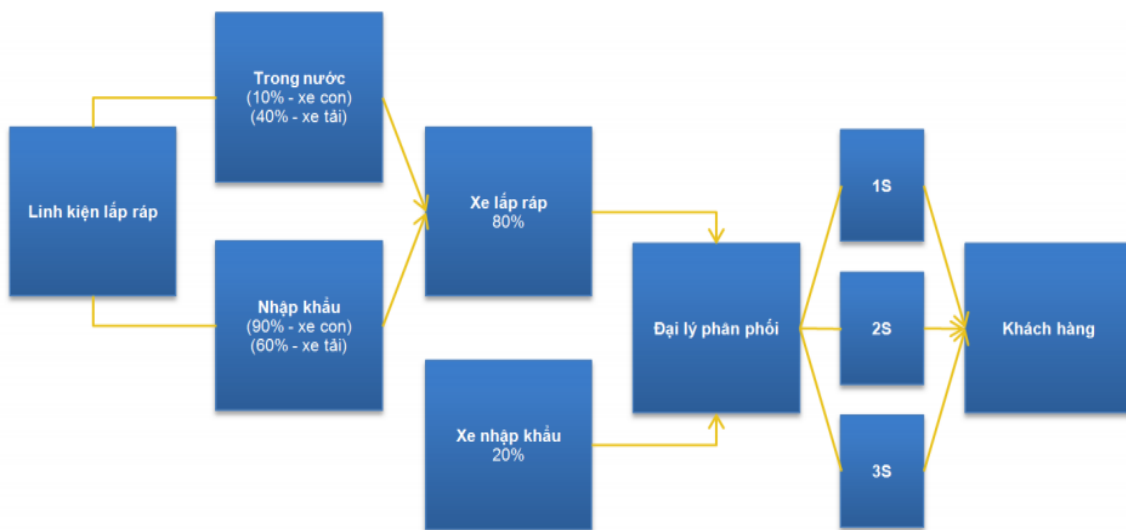 Linh kiện lắp ráp
Trong nước
(10% - xe con)
(40% - xe tải)
Nhập khẩu
(90% - xe con)
(60% - xe tải)
Xe lắp ráp
80%
Xe nhập khẩu
20%
Đại lý phân phối
1S
2S
3S
Khách hàng